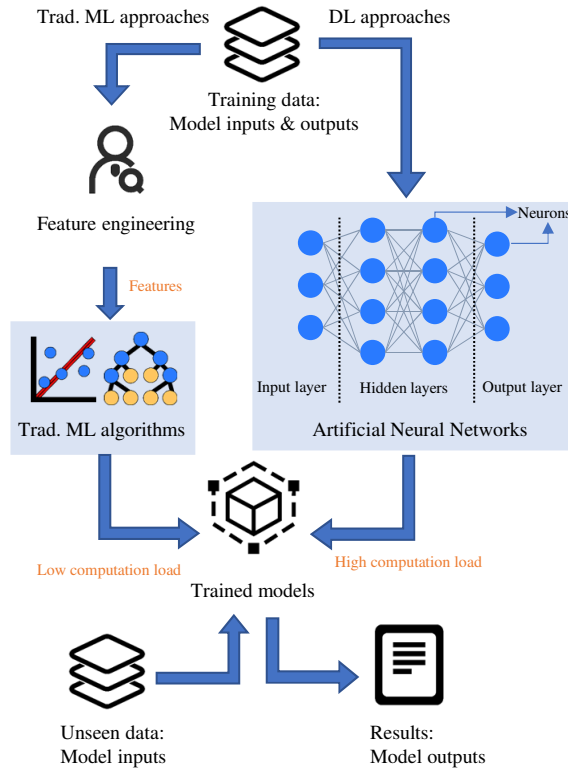 Trad. ML approaches
DL approaches
Training data:
Model inputs & outputs
Feature engineering
Neurons
Features
Input layer
Hidden layers
Output layer
Trad. ML algorithms
Artificial Neural Networks
Low computation load
High computation load
Trained models
Unseen data:
Model inputs
Results:
Model outputs